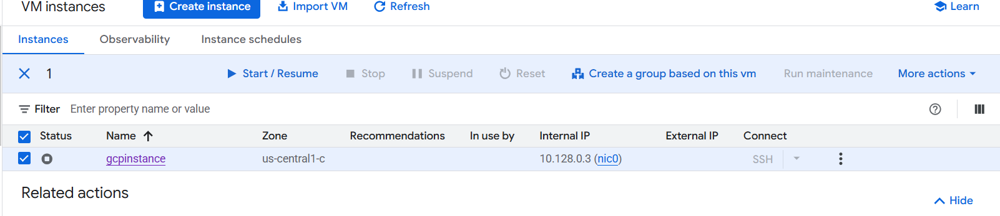 VM instances Create instance Import VM Refresh Learn
Instances Observability Instance schedules
1 Start / Resume Stop Suspend Reset Create a group based on this vm Run maintenance More actions
Filter Enter property name or value
Status Name Zone Recommendations In use by Internal IP External IP Connect
gcpinstance us-central1-c 10.128.0.3 (nic0) SSH
Related actions
Hide